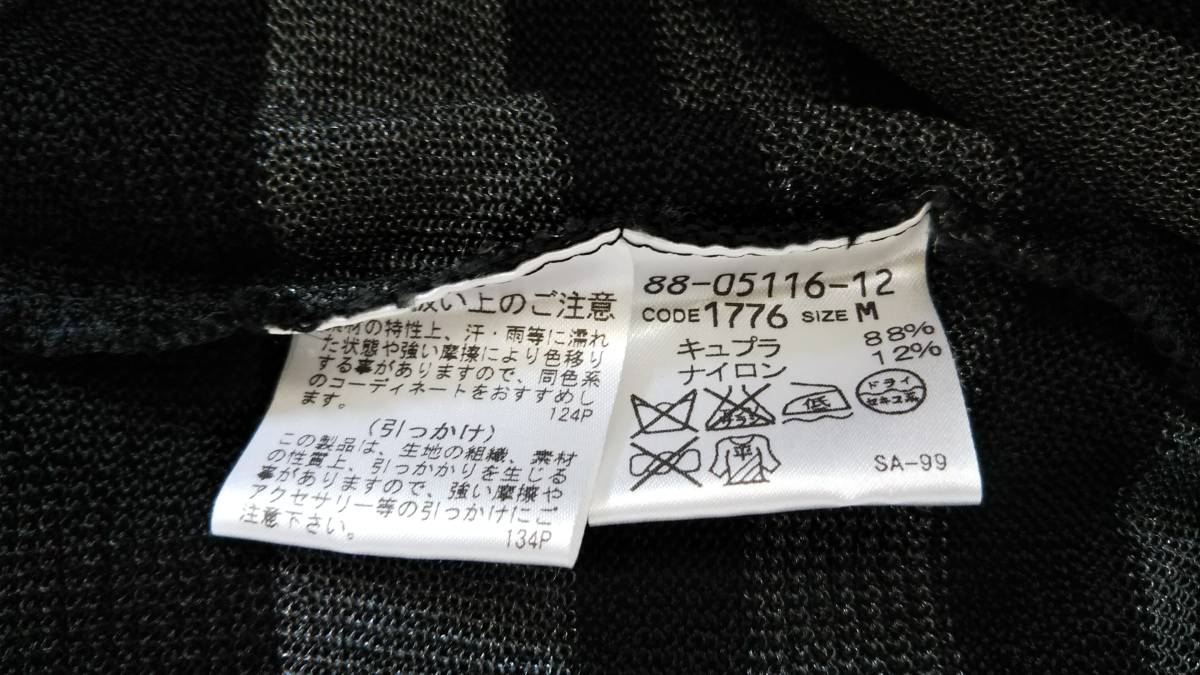 扱い上のご注意
素材の特性上、汗・雨等に濡れ
た状態や強い摩擦により色移り
する事がありますので、同色系
のコーディネートをおすすめし
ます。
124P
(引っかけ)
この製品は、生地の組織、素材
の性質上、引っかかりを生じる
事がありますので、強い摩擦や
アクセサリー等の引っかけにご
注意下さい。
134P
88-05116-12
CODE 1776 SIZE M
キュプラ 88%
ナイロン 12%
低
ドライ
セキユ系
平
SA-99